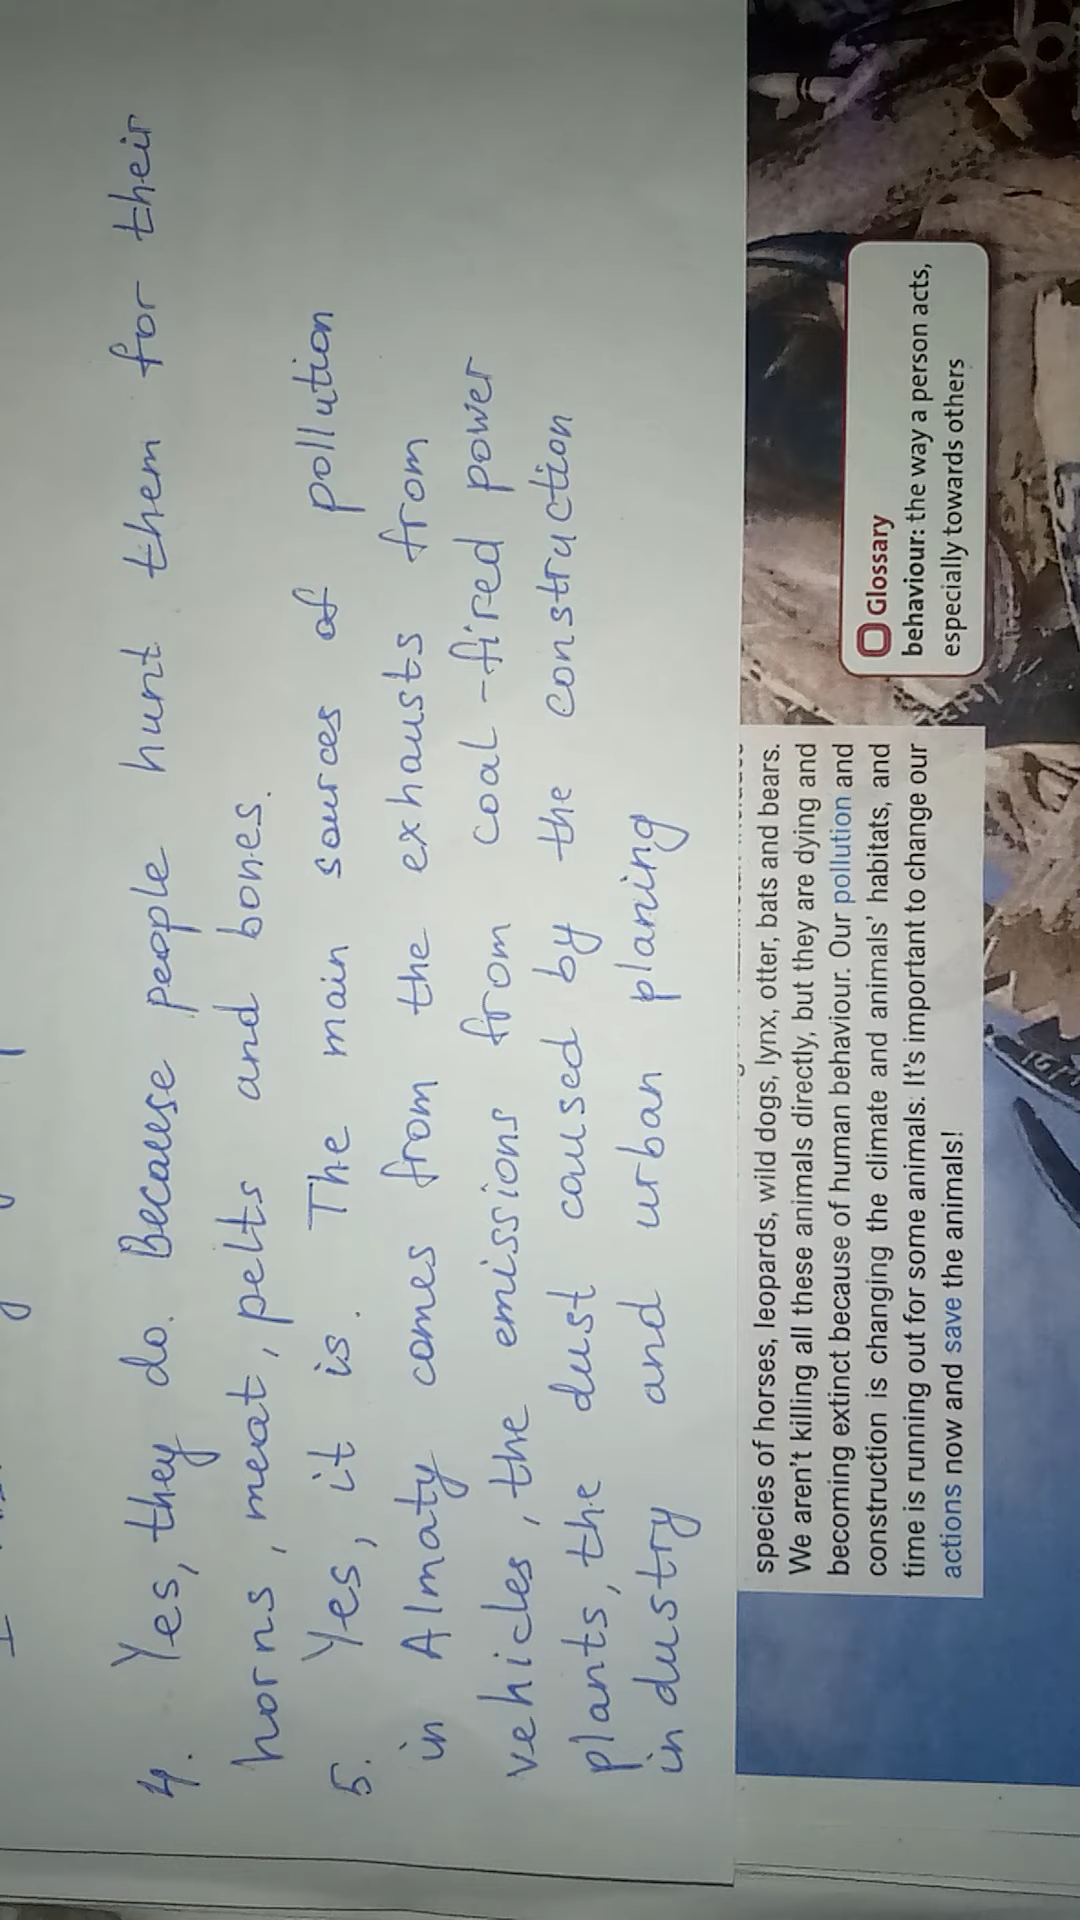 4. Yes, they do. Because people hunt them for their
horns, meat, pelts and bones.
5. Yes, it is. The main sources of pollution
in Almaty comes from the exhausts from
vehicles, the emissions from coal-fired power
plants, the dust caused by the construction
industry and urban planing
species of horses, leopards, wild dogs, lynx, otter, bats and bears.
We aren't killing all these animals directly, but they are dying and
becoming extinct because of human behaviour. Our pollution and
construction is changing the climate and animals' habitats, and
time is running out for some animals. It's important to change our
actions now and save the animals!
Glossary
behaviour: the way a person acts,
especially towards others